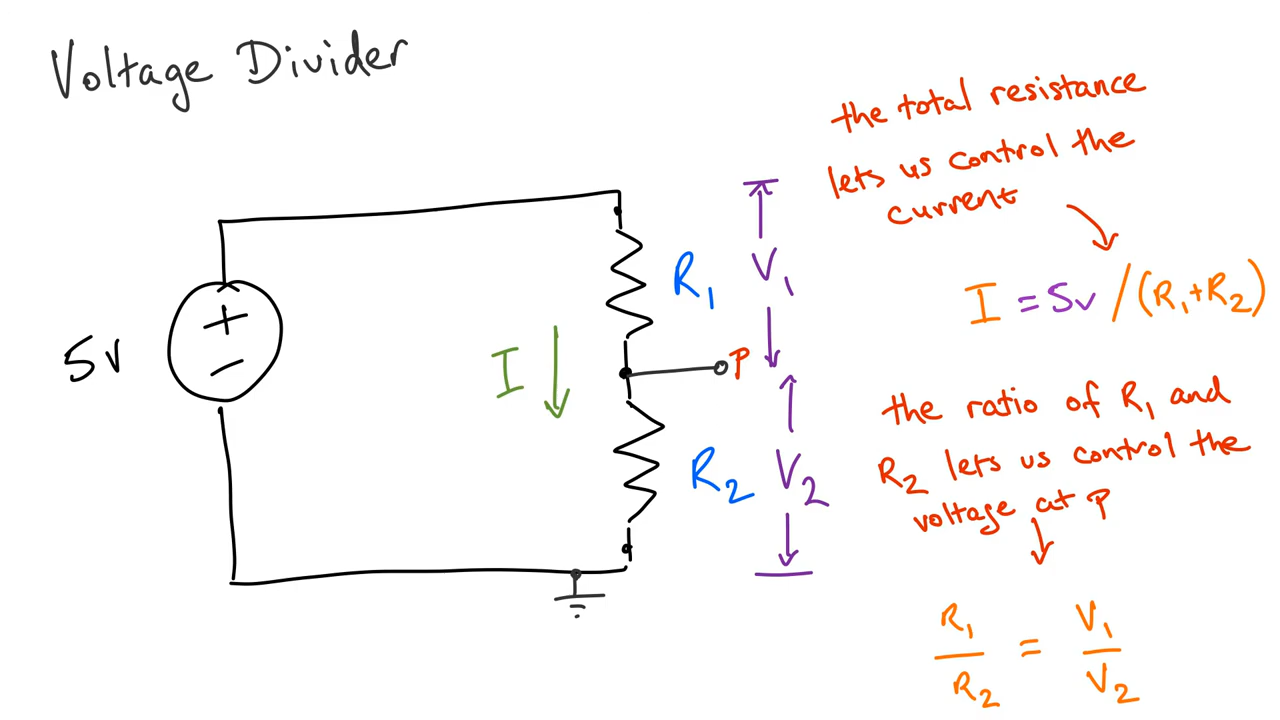 Voltage Divider
the total resistance
lets us control the
current
I = 5v / (R₁+R₂)
5v
+
−
I
R₁
V₁
P
R₂
V₂
the ratio of R₁ and
R₂ lets us control the
voltage at P
R₁
R₂
=
V₁
V₂